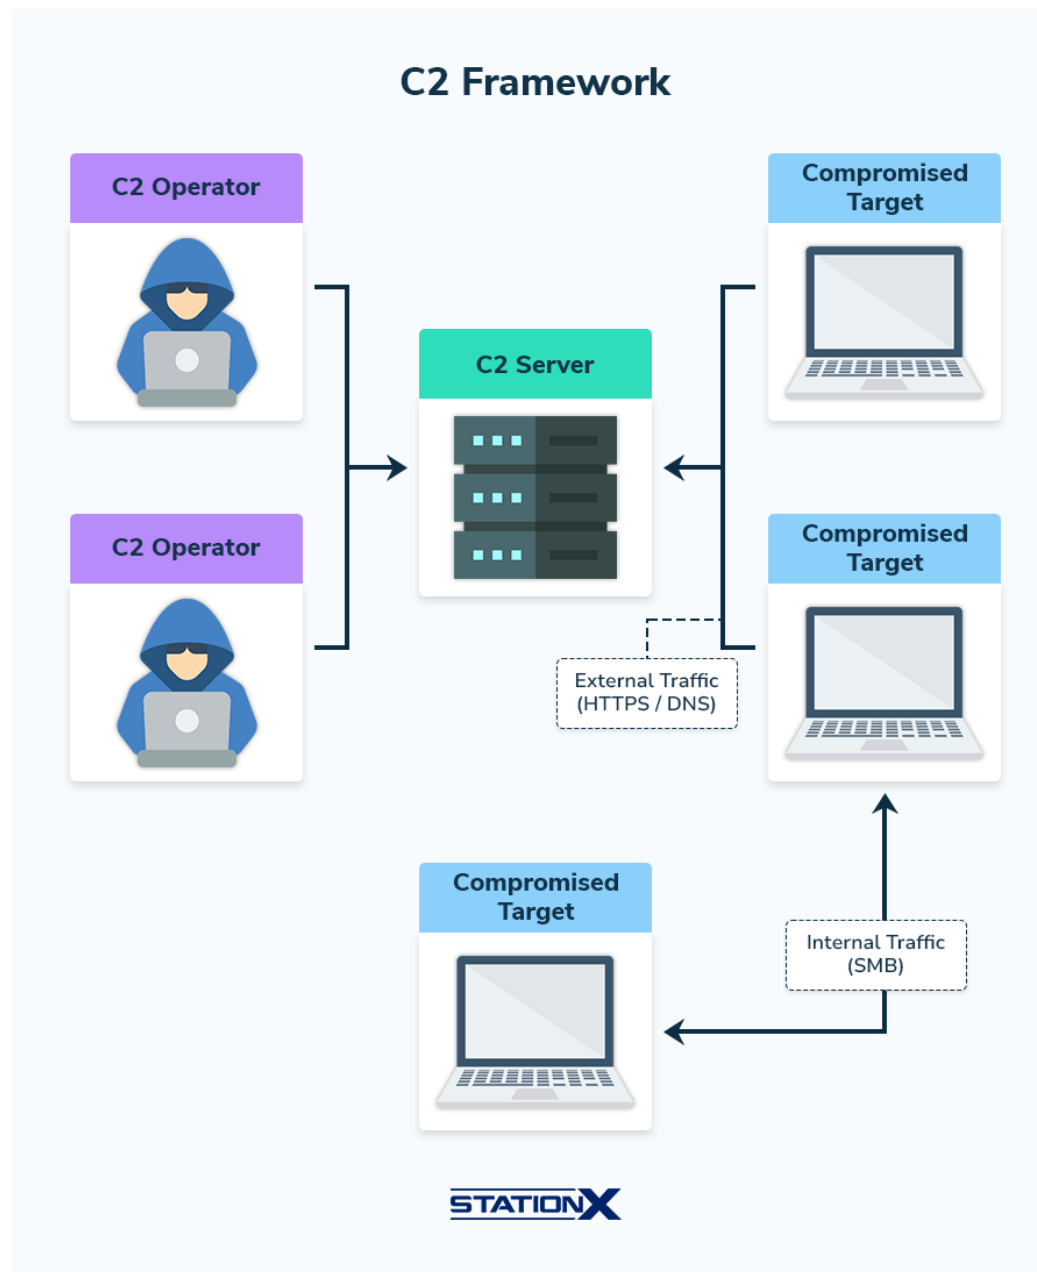 C2 Framework
C2 Operator
Compromised
Target
C2 Server
C2 Operator
Compromised
Target
External Traffic
(HTTPS / DNS)
Compromised
Target
Internal Traffic
(SMB)
STATIONX